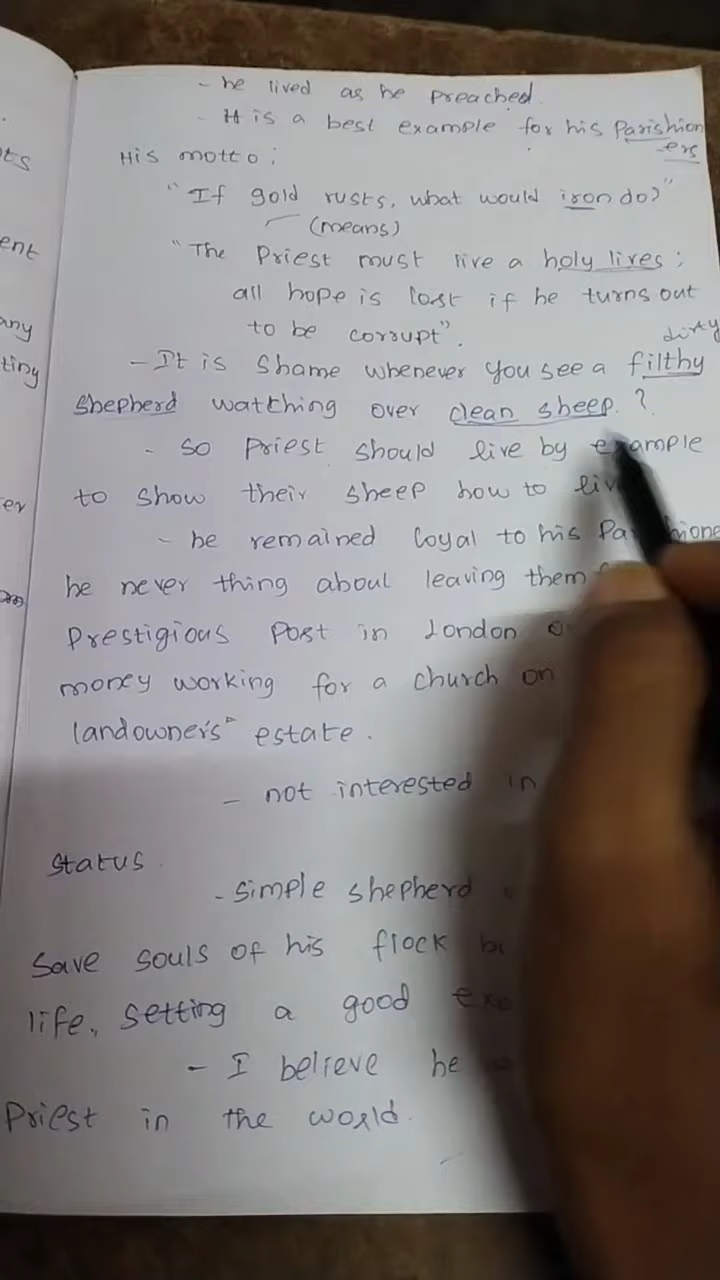 - he lived as he preached.
- It is a best example for his Parishion
ers
His motto:
"If gold rusts, what would iron do?"
(means)
"The Priest must live a holy lives;
all hope is lost if he turns out
to be corrupt".
dirty
- It is shame whenever you see a filthy
shepherd watching over clean sheep.?
- so Priest should live by example
to show their sheep how to
- he remained loyal to his
he never thing about leaving them
Prestigious Post in London
money working for a church on
landowners" estate.
- not interested in
status.
- simple shepherd
save souls of his flock
life, setting a good
- I believe he
Priest in the world.
ts
ent
any
ting
er